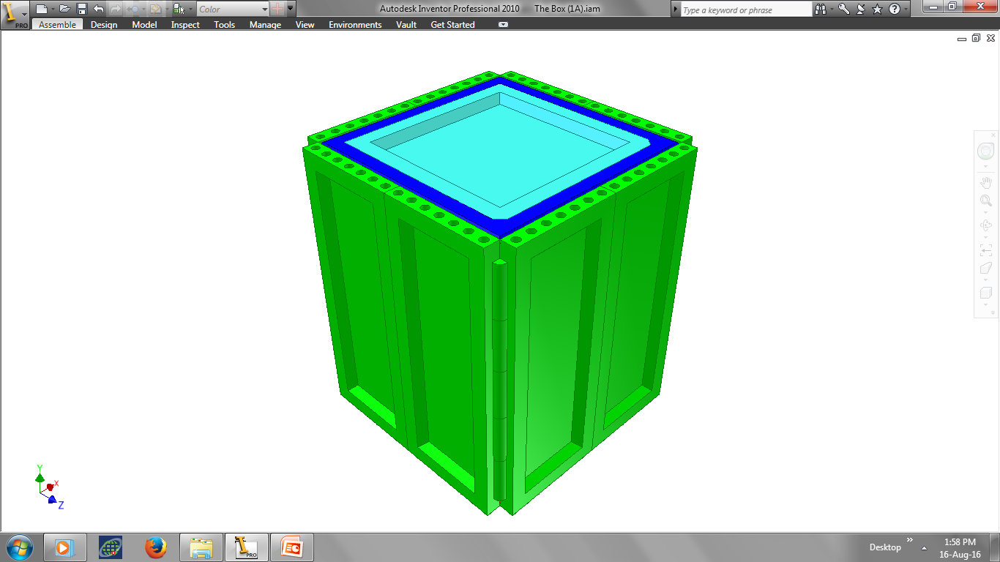 Autodesk Inventor Professional 2010 The Box (1A).iam
Color
Type a keyword or phrase
PRO
Assemble Design Model Inspect Tools Manage View Environments Vault Get Started
Y
X
Z
PRO
Desktop
1:58 PM
16-Aug-16